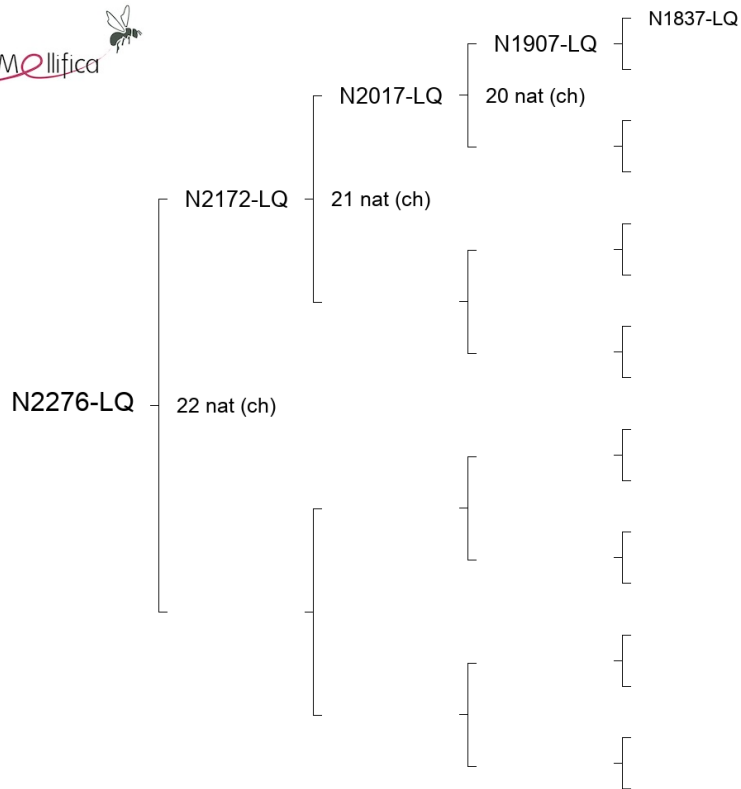 Mellifica
N1837-LQ
N1907-LQ
N2017-LQ
20 nat (ch)
N2172-LQ
21 nat (ch)
N2276-LQ
22 nat (ch)